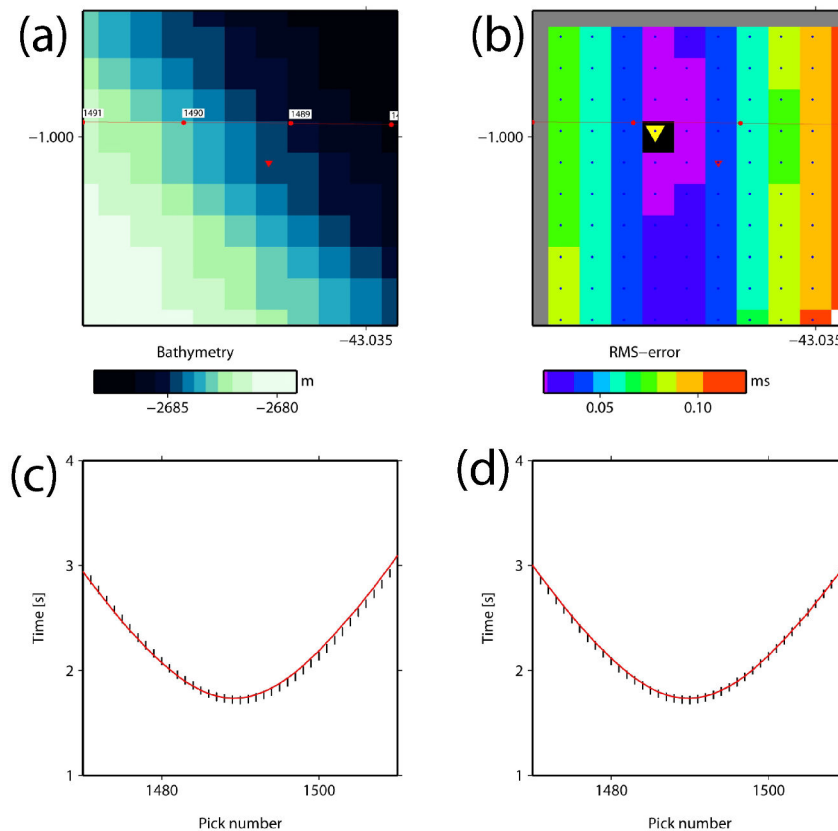 (a)
1491
1490
1489
14
−1.000
−43.035
Bathymetry
m
−2685
−2680
(b)
−1.000
−43.035
RMS−error
ms
0.05
0.10
(c)
4
3
2
1
Time [s]
1480
1500
Pick number
(d)
4
3
2
1
Time [s]
1480
1500
Pick number